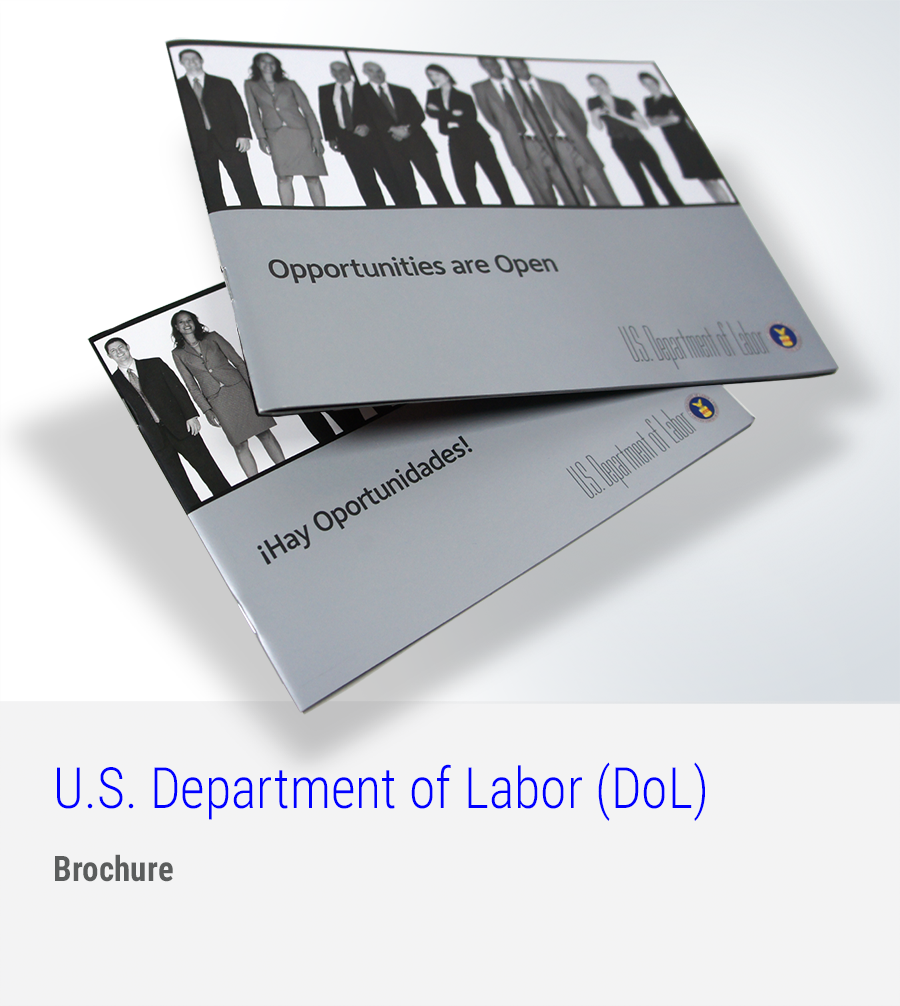 Opportunities are Open
U.S. Department of Labor
¡Hay Oportunidades!
U.S. Department of Labor
U.S. Department of Labor (DoL)
Brochure